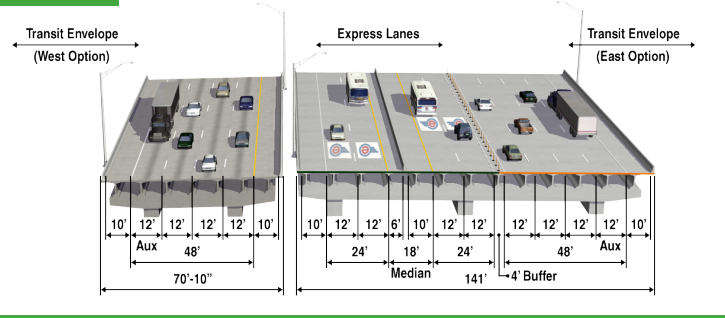 Transit Envelope
(West Option)
Express Lanes
Transit Envelope
(East Option)
10' 12' 12' 12' 12' 10'
Aux
48'
70'-10"
10' 12' 12' 6' 10' 12' 12' 12' 12' 12' 12' 10'
Aux
24' 18' 24' 48'
Median
4' Buffer
141'